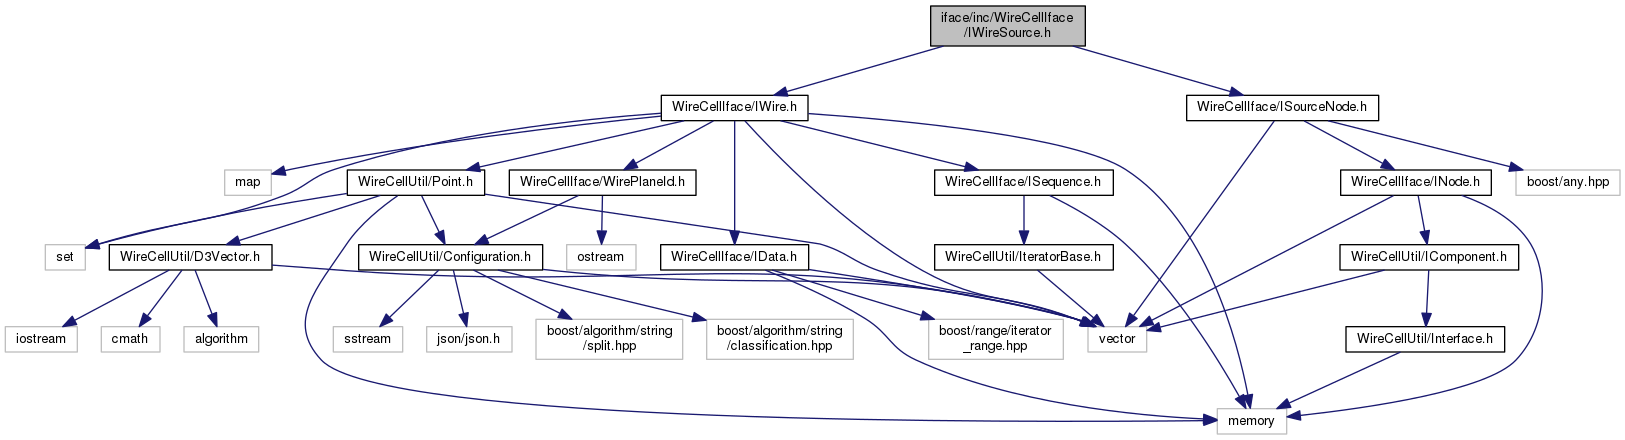 iface/inc/WireCellIface
/IWireSource.h
WireCellIface/IWire.h
WireCellIface/ISourceNode.h
map
WireCellUtil/Point.h
WireCellIface/WirePlaneId.h
WireCellIface/ISequence.h
WireCellIface/INode.h
boost/any.hpp
set
WireCellUtil/D3Vector.h
WireCellUtil/Configuration.h
ostream
WireCellIface/IData.h
WireCellUtil/IteratorBase.h
WireCellUtil/IComponent.h
iostream
cmath
algorithm
sstream
json/json.h
boost/algorithm/string
/split.hpp
boost/algorithm/string
/classification.hpp
boost/range/iterator
_range.hpp
vector
WireCellUtil/Interface.h
memory